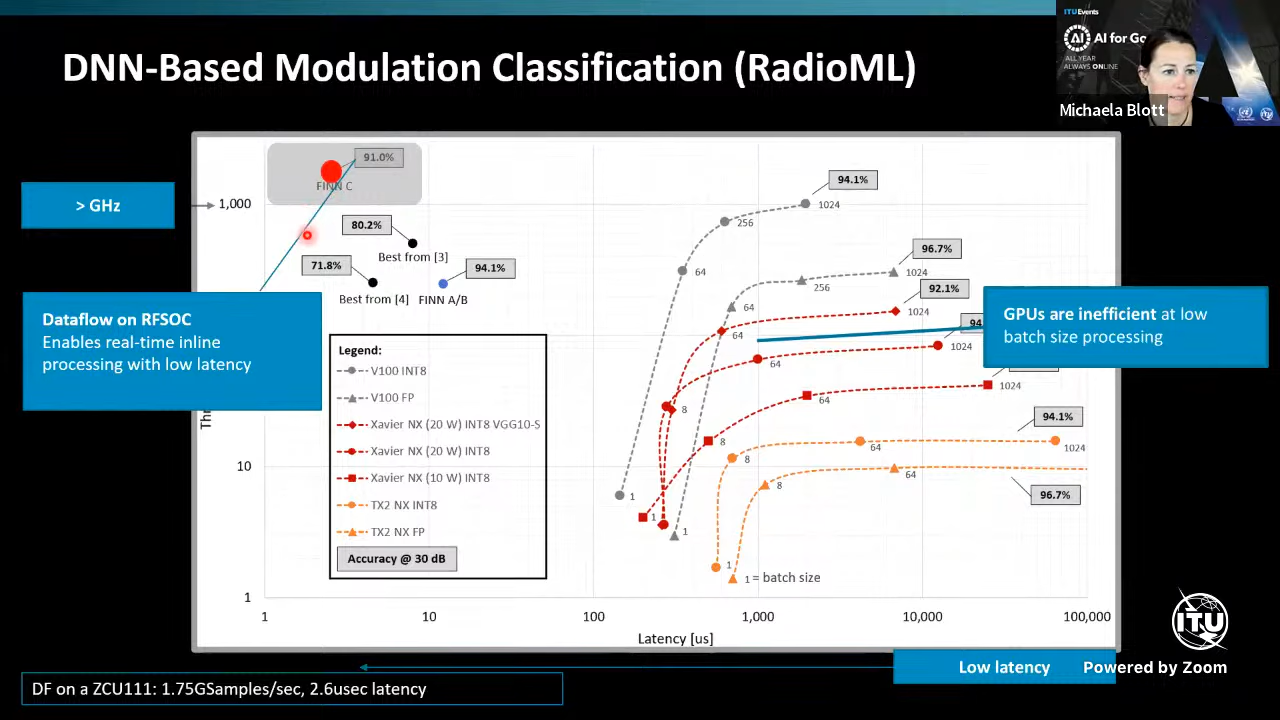 ITUEvents
AI
AI for Go
ALL YEAR
ALWAYS ONLINE
Michaela Blott
DNN-Based Modulation Classification (RadioML)
> GHz
1,000
10
1
91.0%
FINN C
80.2%
Best from [3]
71.8%
Best from [4]
94.1%
FINN A/B
Dataflow on RFSOC
Enables real-time inline
processing with low latency
Thr
Legend:
V100 INT8
V100 FP
Xavier NX (20 W) INT8 VGG10-S
Xavier NX (20 W) INT8
Xavier NX (10 W) INT8
TX2 NX INT8
TX2 NX FP
Accuracy @ 30 dB
94.1%
1024
256
64
1
96.7%
1024
256
64
1
92.1%
1024
64
94
1024
64
8
1024
64
8
1
94.1%
1024
64
8
1
96.7%
64
8
1 = batch size
GPUs are inefficient at low
batch size processing
1 10 100 1,000 10,000 100,000
Latency [us]
Low latency
ITU
Powered by Zoom
DF on a ZCU111: 1.75GSamples/sec, 2.6usec latency